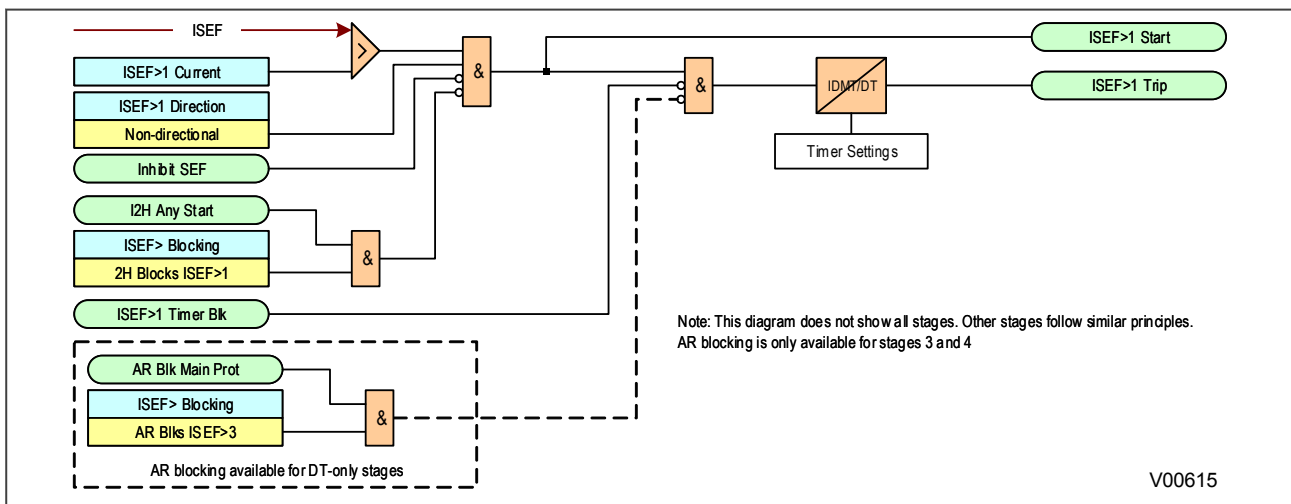 ISEF
ISEF>1 Current
>
&
ISEF>1 Start
ISEF>1 Direction
Non-directional
&
IDMT/DT
ISEF>1 Trip
Inhibit SEF
Timer Settings
I2H Any Start
ISEF> Blocking
2H Blocks ISEF>1
&
ISEF>1 Timer Blk
Note: This diagram does not show all stages. Other stages follow similar principles.
AR blocking is only available for stages 3 and 4
AR Blk Main Prot
ISEF> Blocking
AR Blks ISEF>3
&
AR blocking available for DT-only stages
V00615